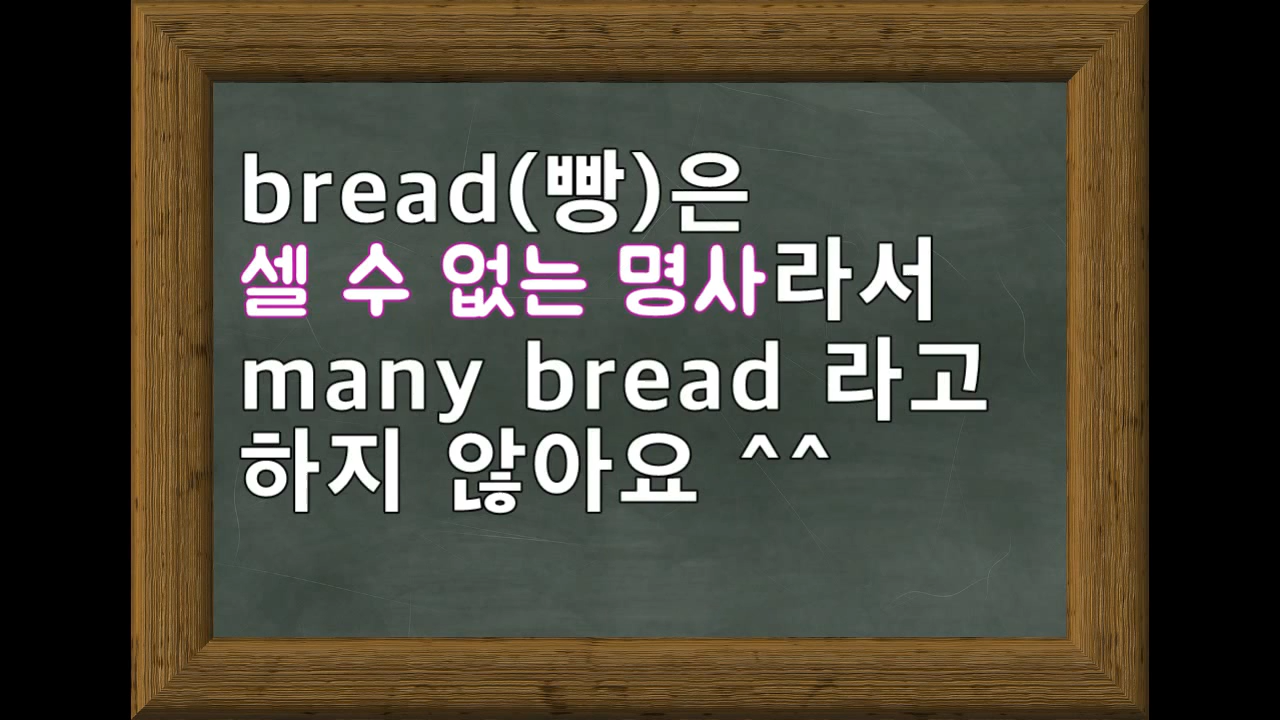 bread(빵)은
셀 수 없는 명사라서
many bread 라고
하지 않아요 ^^